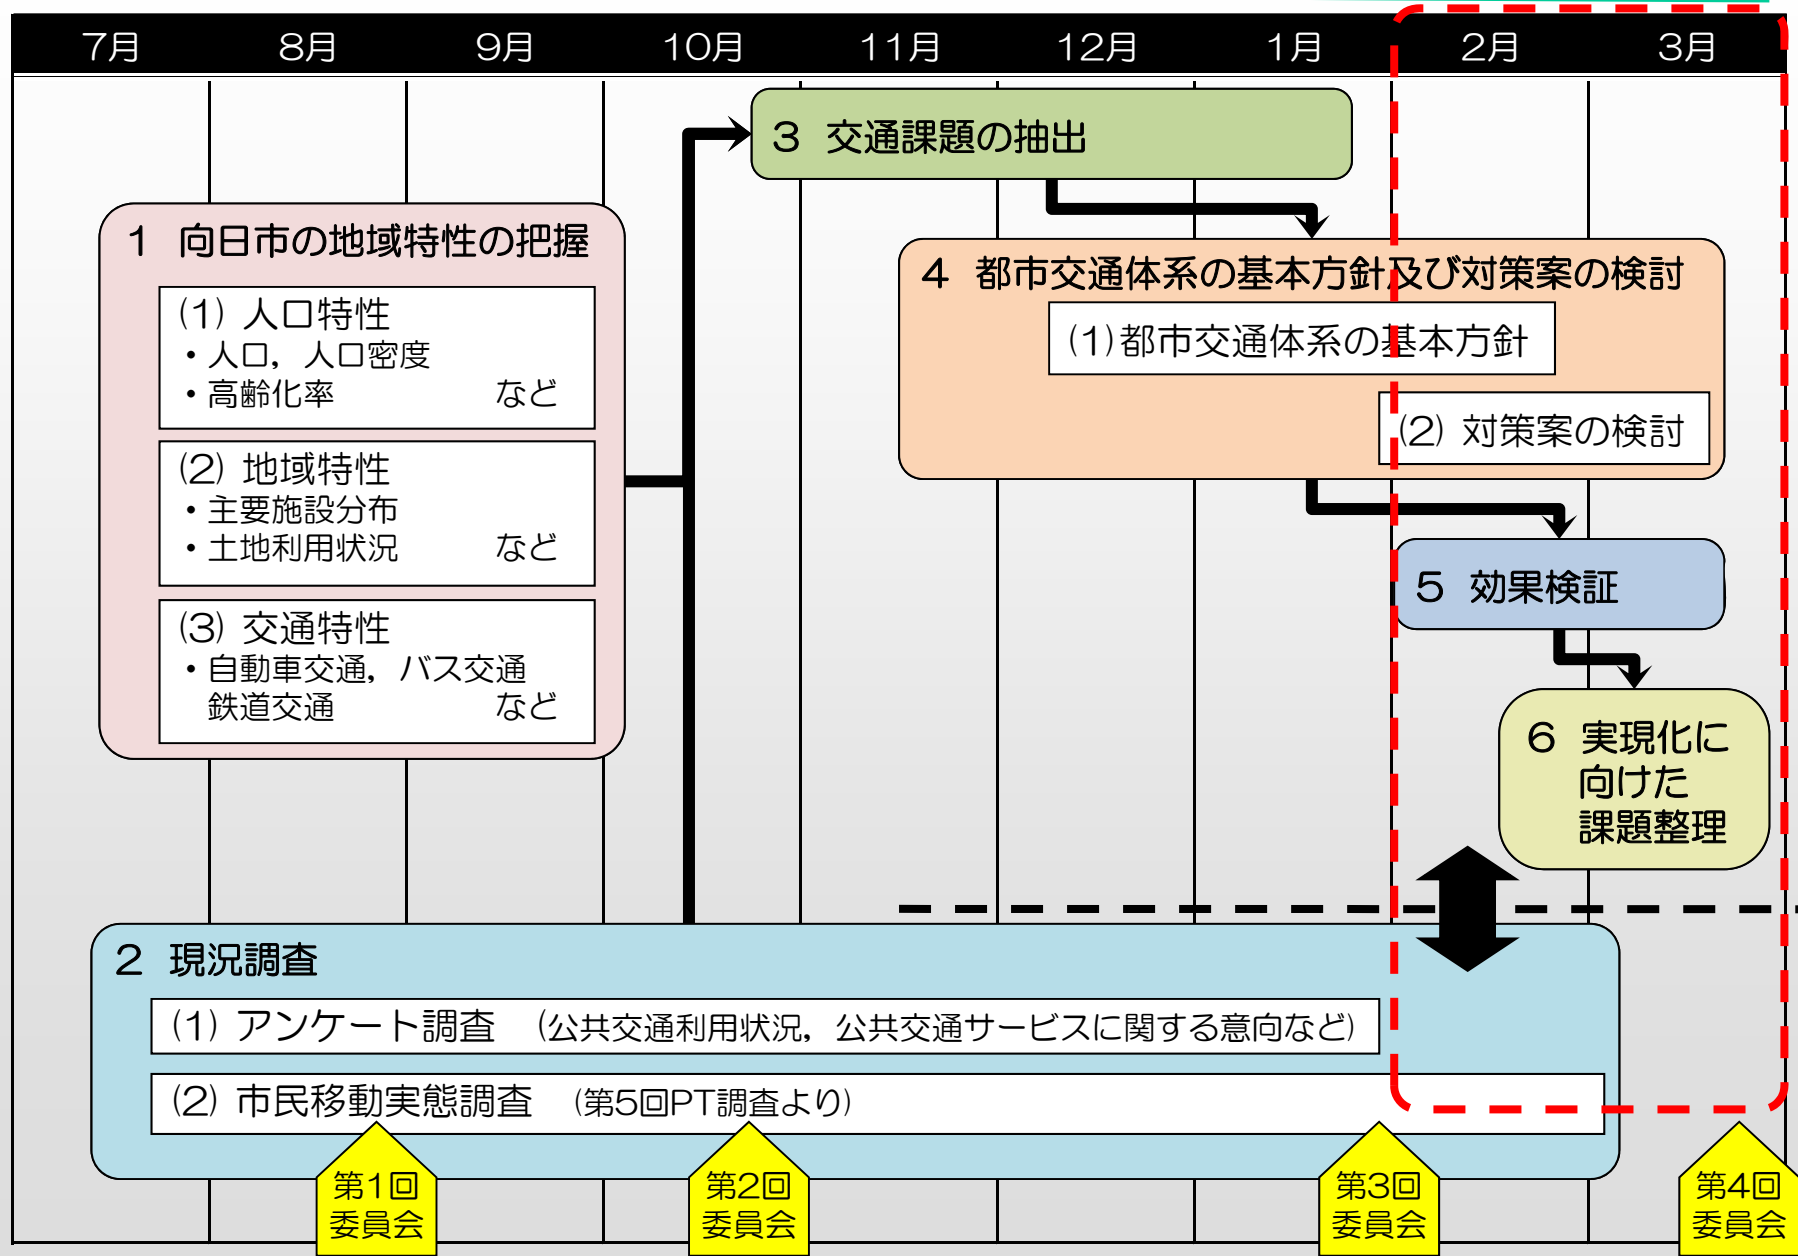 7月 8月 9月 10月 11月 12月 1月 2月 3月
3 交通課題の抽出
1 向日市の地域特性の把握
(1) 人口特性
・人口，人口密度
・高齢化率 など
(2) 地域特性
・主要施設分布
・土地利用状況 など
(3) 交通特性
・自動車交通，バス交通
鉄道交通 など
4 都市交通体系の基本方針及び対策案の検討
(1)都市交通体系の基本方針
(2) 対策案の検討
5 効果検証
6 実現化に
向けた
課題整理
2 現況調査
(1) アンケート調査 (公共交通利用状況，公共交通サービスに関する意向など)
(2) 市民移動実態調査 (第5回PT調査より)
第1回
委員会
第2回
委員会
第3回
委員会
第4回
委員会